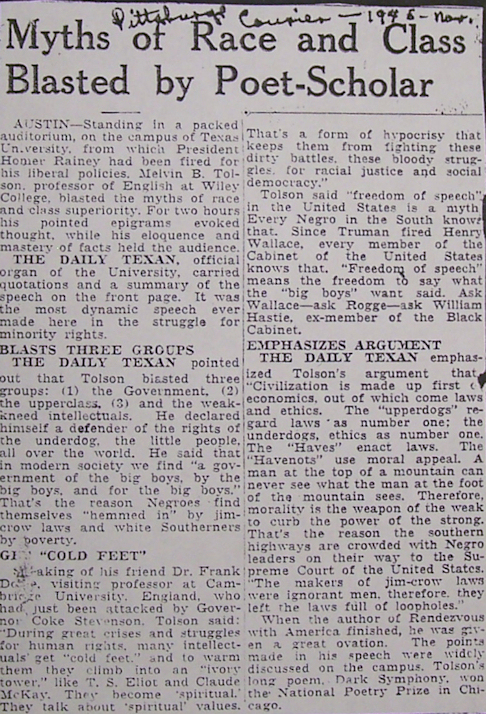 Pittsburgh Courier — 1946 - Nov.
Myths of Race and Class
Blasted by Poet-Scholar
AUSTIN—Standing in a packed
auditorium, on the campus of Texas
University, from which President
Homer Rainey had been fired for
his liberal policies, Melvin B. Tol-
son, professor of English at Wiley
College, blasted the myths of race
and class superiority. For two hours
his pointed epigrams evoked
thought, while his eloquence and
mastery of facts held the audience.
THE DAILY TEXAN, official
organ of the University, carried
quotations and a summary of the
speech on the front page. It was
the most dynamic speech ever
made here in the struggle for
minority rights.
BLASTS THREE GROUPS
THE DAILY TEXAN pointed
out that Tolson blasted three
groups: (1) the Government, (2)
the upperclass, (3) and the weak-
kneed intellectuals. He declared
himself a defender of the rights of
the underdog, the little people,
all over the world. He said that
in modern society we find "a gov-
ernment of the big boys, by the
big boys, and for the big boys."
That's the reason Negroes find
themselves "hemmed in" by jim-
crow laws and white Southerners
by poverty.
"COLD FEET"
of his friend Dr. Frank
visiting professor at Cam-
bridge University, England, who
had just been attacked by Gover-
nor Coke Stevenson, Tolson said:
"During great crises and struggles
for human rights, many intellect-
uals get "cold feet," and to warm
them they climb into an "ivory
tower," like T. S. Eliot and Claude
McKay. They become 'spiritual.'
They talk about 'spiritual' values.
That's a form of hypocrisy that
keeps them from fighting these
dirty battles, these bloody strug-
gles, for racial justice and social
democracy."
Tolson said "freedom of speech"
in the United States is a myth
Every Negro in the South knows
that. Since Truman fired Henry
Wallace, every member of the
Cabinet of the United States
knows that. "Freedom of speech"
means the freedom to say what
the "big boys" want said. Ask
Wallace—ask Rogge—ask William
Hastie, ex-member of the Black
Cabinet.
EMPHASIZES ARGUMENT
THE DAILY TEXAN emphas-
ized Tolson's argument that
"Civilization is made up first of
economics, out of which come laws
and ethics. The "upperdogs" re-
gard laws as number one; the
underdogs, ethics as number one.
The "Haves" enact laws. The
"Havenots" use moral appeal. A
man at the top of a mountain can
never see what the man at the foot
of the mountain sees. Therefore,
morality is the weapon of the weak
to curb the power of the strong.
That's the reason the southern
highways are crowded with Negro
leaders on their way to the Su-
preme Court of the United States.
"The makers of jim-crow laws
were ignorant men, therefore, they
left the laws full of loopholes."
When the author of Rendezvous
with America finished, he was giv-
en a great ovation. The points
made in his speech were widely
discussed on the campus. Tolson's
long poem, Dark Symphony, won
the National Poetry Prize in Chi-
cago.